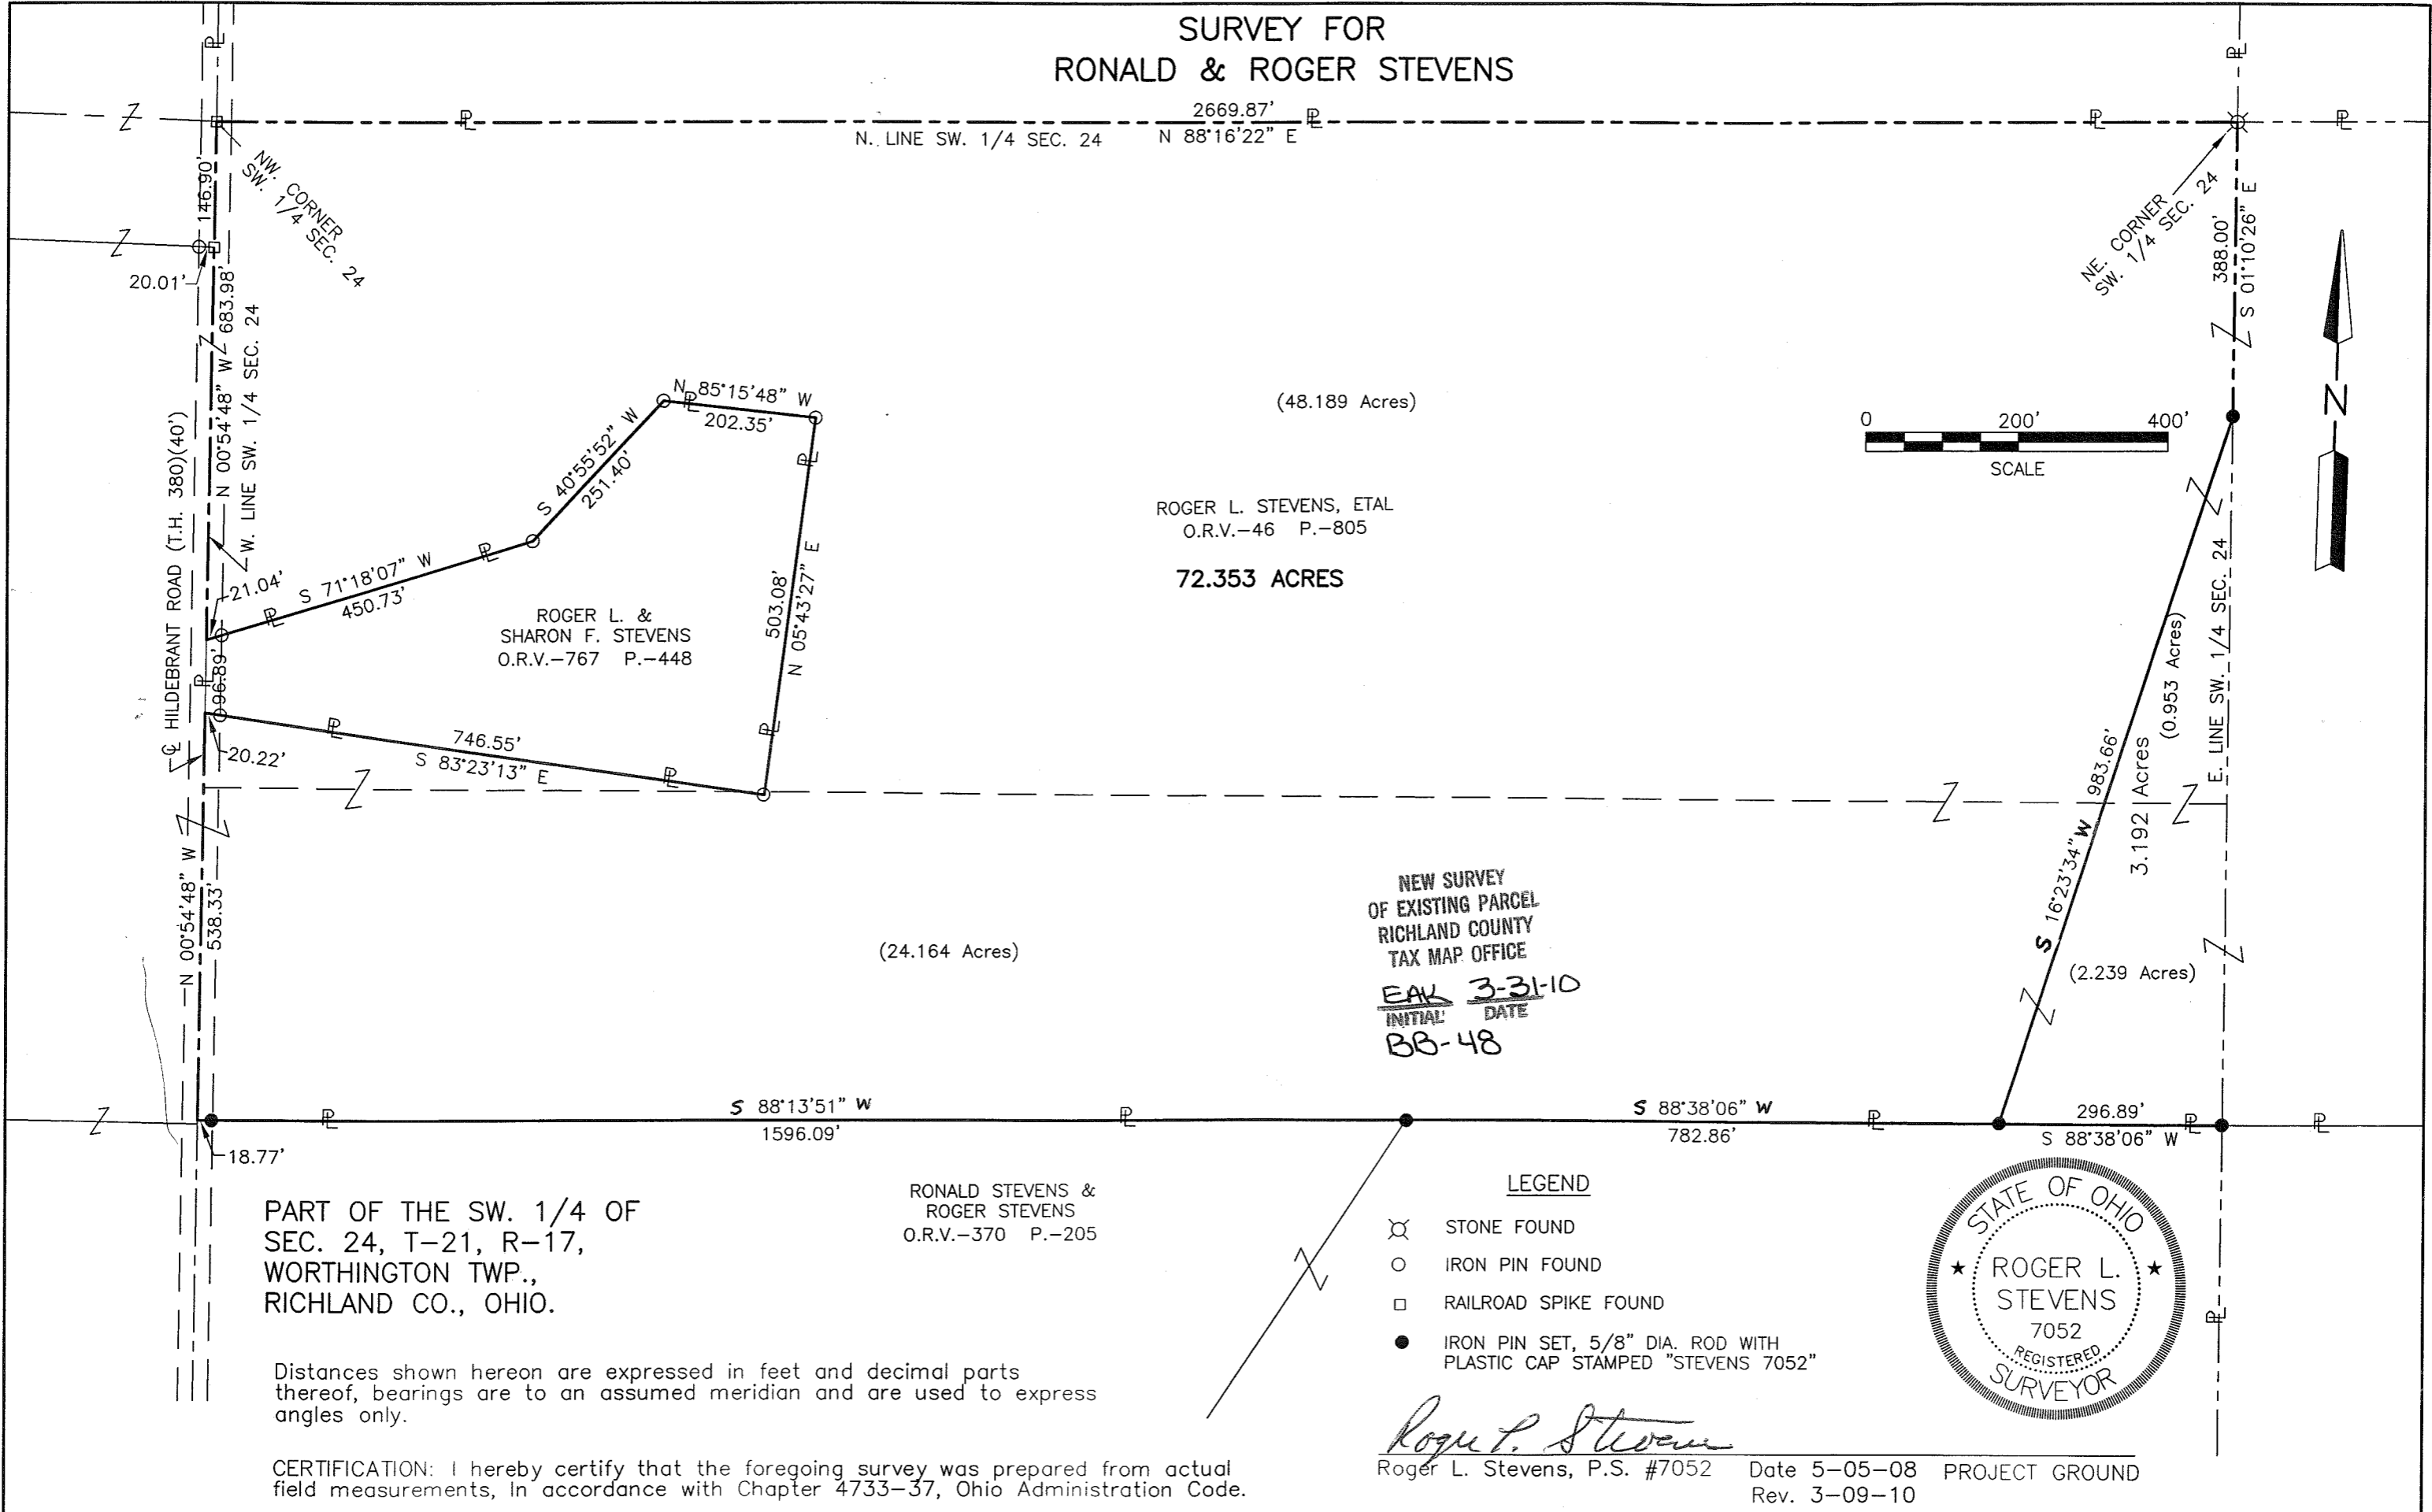 SURVEY FOR
RONALD & ROGER STEVENS
2669.87'
N. LINE SW. 1/4 SEC. 24 N 88°16'22" E
NW. CORNER
SW. 1/4 SEC. 24
146.90'
20.01'
N 00°54'48" W 683.98'
W. LINE SW. 1/4 SEC. 24
HILDEBRANT ROAD (T.H. 380)(40')
NE. CORNER
SW. 1/4 SEC. 24
388.00'
S 01°10'26" E
N 85°15'48" W
202.35'
S 40°55'52" W
251.40'
S 71°18'07" W
450.73'
21.04'
96.89'
20.22'
503.08'
N 05°43'27" E
746.55'
S 83°23'13" E
ROGER L. &
SHARON F. STEVENS
O.R.V.-767 P.-448
(48.189 Acres)
ROGER L. STEVENS, ETAL
O.R.V.-46 P.-805
72.353 ACRES
0 200' 400'
SCALE
N
E. LINE SW. 1/4 SEC. 24
(0.953 Acres)
3.192 Acres
S 16°23'34" W 983.66'
(2.239 Acres)
N 00°54'48" W
538.33'
(24.164 Acres)
NEW SURVEY
OF EXISTING PARCEL
RICHLAND COUNTY
TAX MAP OFFICE
EAK 3-31-10
INITIAL DATE
BB-48
S 88°13'51" W
1596.09'
S 88°38'06" W
782.86'
296.89'
S 88°38'06" W
18.77'
PART OF THE SW. 1/4 OF
SEC. 24, T-21, R-17,
WORTHINGTON TWP.,
RICHLAND CO., OHIO.
RONALD STEVENS &
ROGER STEVENS
O.R.V.-370 P.-205
LEGEND
STONE FOUND
IRON PIN FOUND
RAILROAD SPIKE FOUND
IRON PIN SET, 5/8" DIA. ROD WITH
PLASTIC CAP STAMPED "STEVENS 7052"
STATE OF OHIO
ROGER L.
STEVENS
7052
REGISTERED
SURVEYOR
Distances shown hereon are expressed in feet and decimal parts
thereof, bearings are to an assumed meridian and are used to express
angles only.
CERTIFICATION: I hereby certify that the foregoing survey was prepared from actual
field measurements, In accordance with Chapter 4733-37, Ohio Administration Code.
Roger L. Stevens
Roger L. Stevens, P.S. #7052 Date 5-05-08 PROJECT GROUND
Rev. 3-09-10